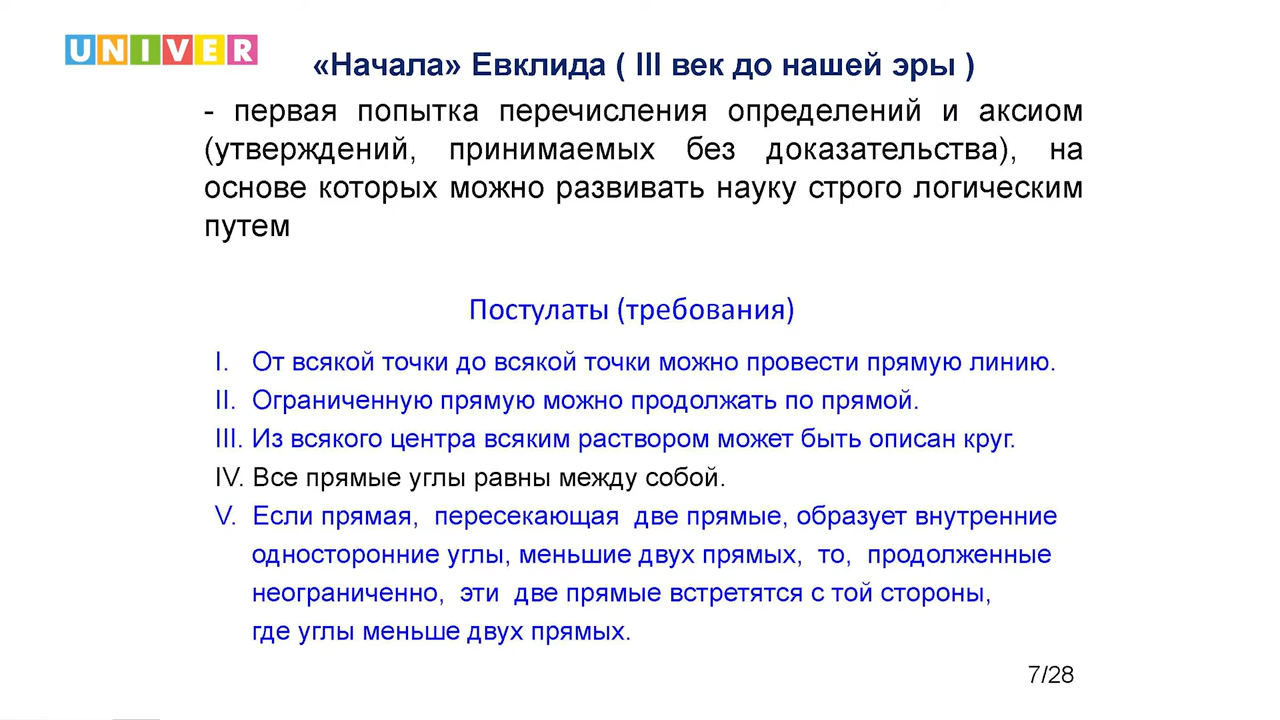 UNIVER
«Начала» Евклида ( III век до нашей эры )
- первая попытка перечисления определений и аксиом
(утверждений, принимаемых без доказательства), на
основе которых можно развивать науку строго логическим
путем
Постулаты (требования)
I. От всякой точки до всякой точки можно провести прямую линию.
II. Ограниченную прямую можно продолжать по прямой.
III. Из всякого центра всяким раствором может быть описан круг.
IV. Все прямые углы равны между собой.
V. Если прямая, пересекающая две прямые, образует внутренние
односторонние углы, меньшие двух прямых, то, продолженные
неограниченно, эти две прямые встретятся с той стороны,
где углы меньше двух прямых.
7/28